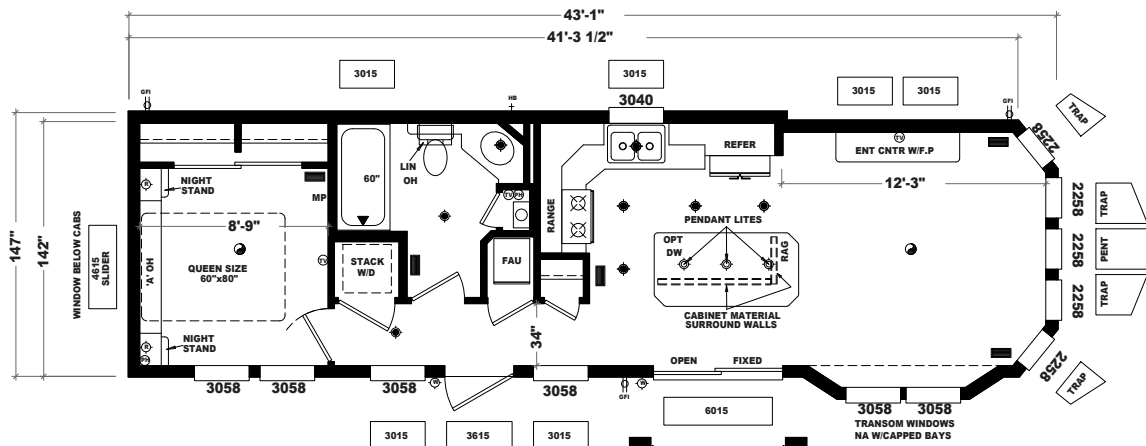 43'-1"
41'-3 1/2"
3015
3015
3015
3015
TRAP
GFI
HB
3040
GFI
2258
147"
142"
WINDOW BELOW CABS
4615
SLIDER
R
NIGHT
STAND
MP
60"
LIN
OH
TV
PH
RANGE
REFER
TV
ENT CNTR W/F.P
12'-3"
2258
TRAP
8'-9"
PENDANT LITES
'A' OH
QUEEN SIZE
60"x80"
TV
STACK
W/D
FAU
OPT
DW
RAG
2258
PENT
CABINET MATERIAL
SURROUND WALLS
2258
TRAP
NIGHT
STAND
R
PH
34"
OPEN
FIXED
2258
TRAP
3058
3058
3058
W
3058
GFI
W
3058
3058
TRANSOM WINDOWS
NA W/CAPPED BAYS
3015
3615
3015
6015